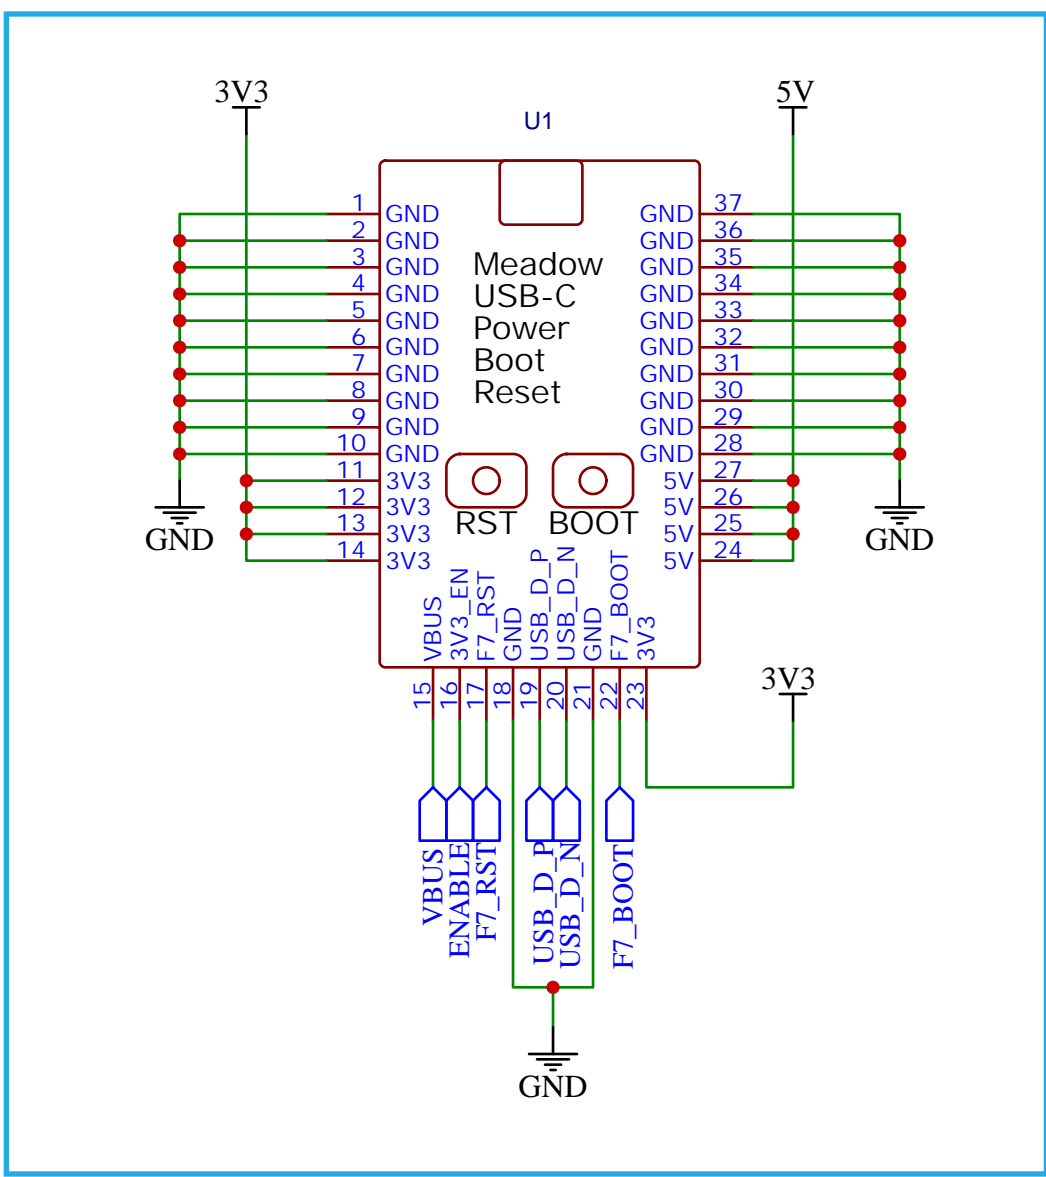 3V3
5V
U1
1 GND
GND 37
2 GND
GND 36
3 GND
GND 35
4 GND
GND 34
5 GND
GND 33
6 GND
GND 32
7 GND
GND 31
8 GND
GND 30
9 GND
GND 29
10 GND
GND 28
11 3V3
5V 27
12 3V3
5V 26
13 3V3
5V 25
14 3V3
5V 24
Meadow
USB-C
Power
Boot
Reset
RST
BOOT
GND
GND
VBUS
3V3_EN
F7_RST
GND
USB_D_P
USB_D_N
GND
F7_BOOT
3V3
15
16
17
18
19
20
21
22
23
3V3
VBUS
ENABLE
F7_RST
USB_D_P
USB_D_N
F7_BOOT
GND